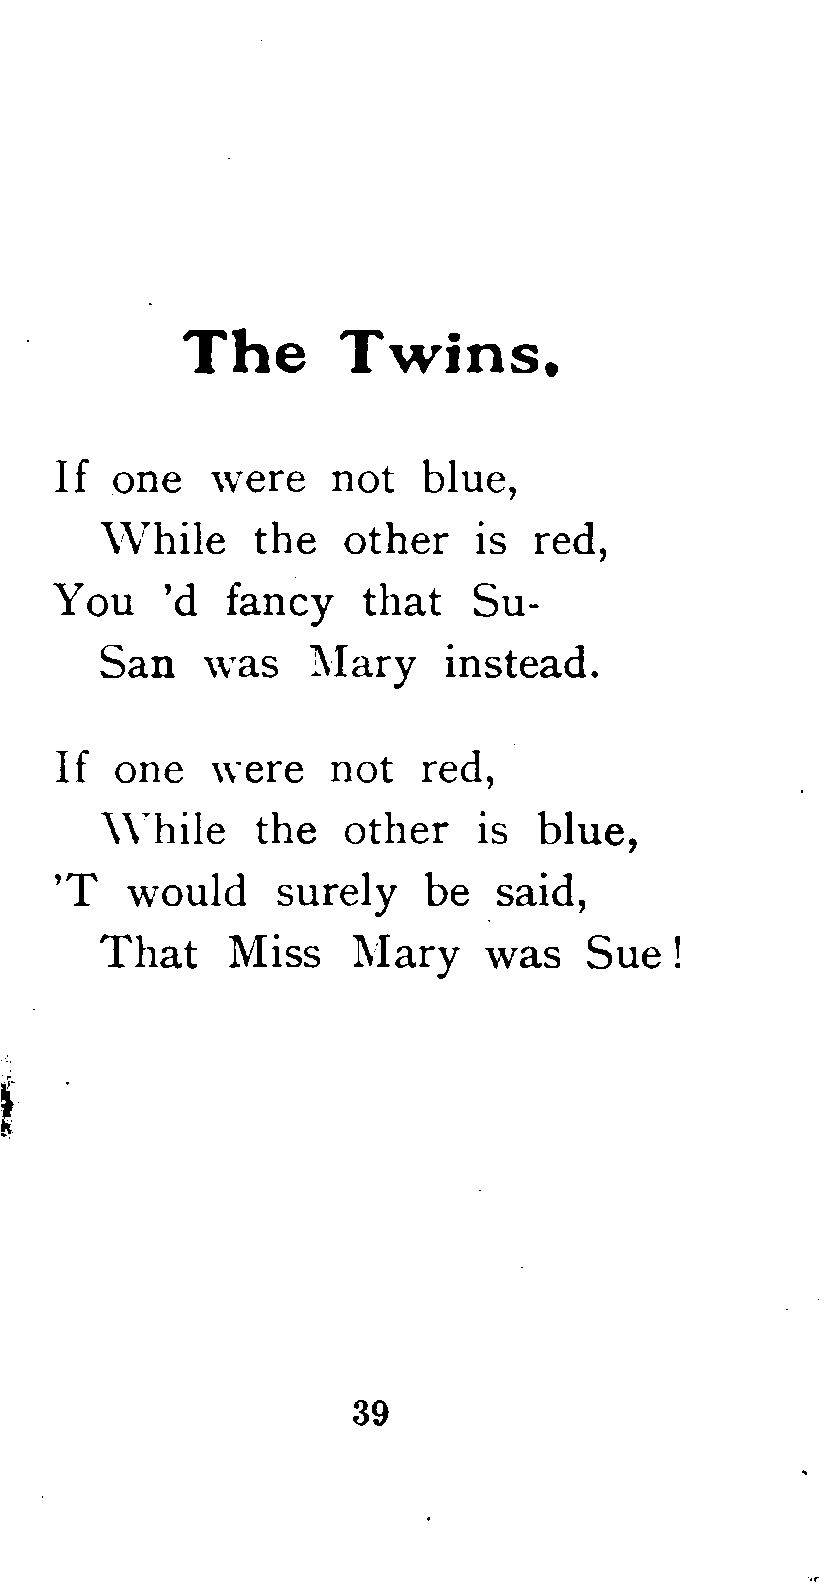 The Twins.
If one were not blue,
While the other is red,
You 'd fancy that Su-
San was Mary instead.
If one were not red,
While the other is blue,
'T would surely be said,
That Miss Mary was Sue!
39